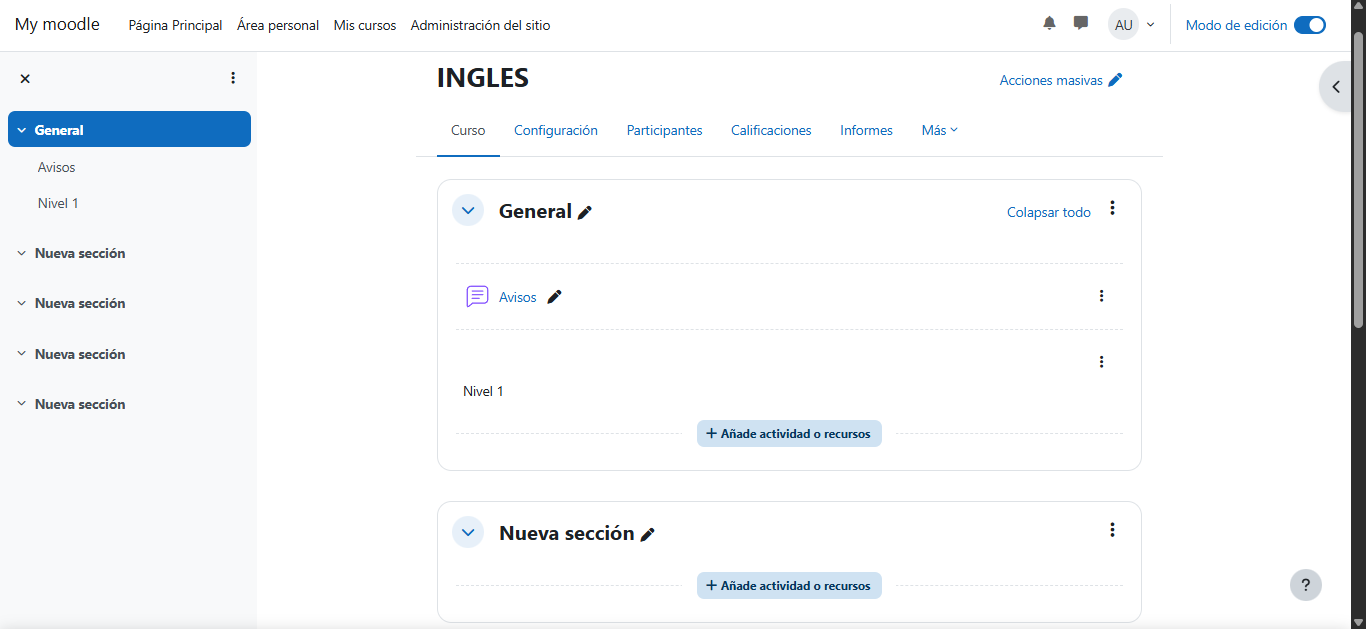 My moodle Página Principal Área personal Mis cursos Administración del sitio AU Modo de edición
INGLES
Acciones masivas
Curso Configuración Participantes Calificaciones Informes Más
General
Avisos
Nivel 1
Nueva sección
Nueva sección
Nueva sección
Nueva sección
General
Colapsar todo
Avisos
Nivel 1
+ Añade actividad o recursos
Nueva sección
+ Añade actividad o recursos
?